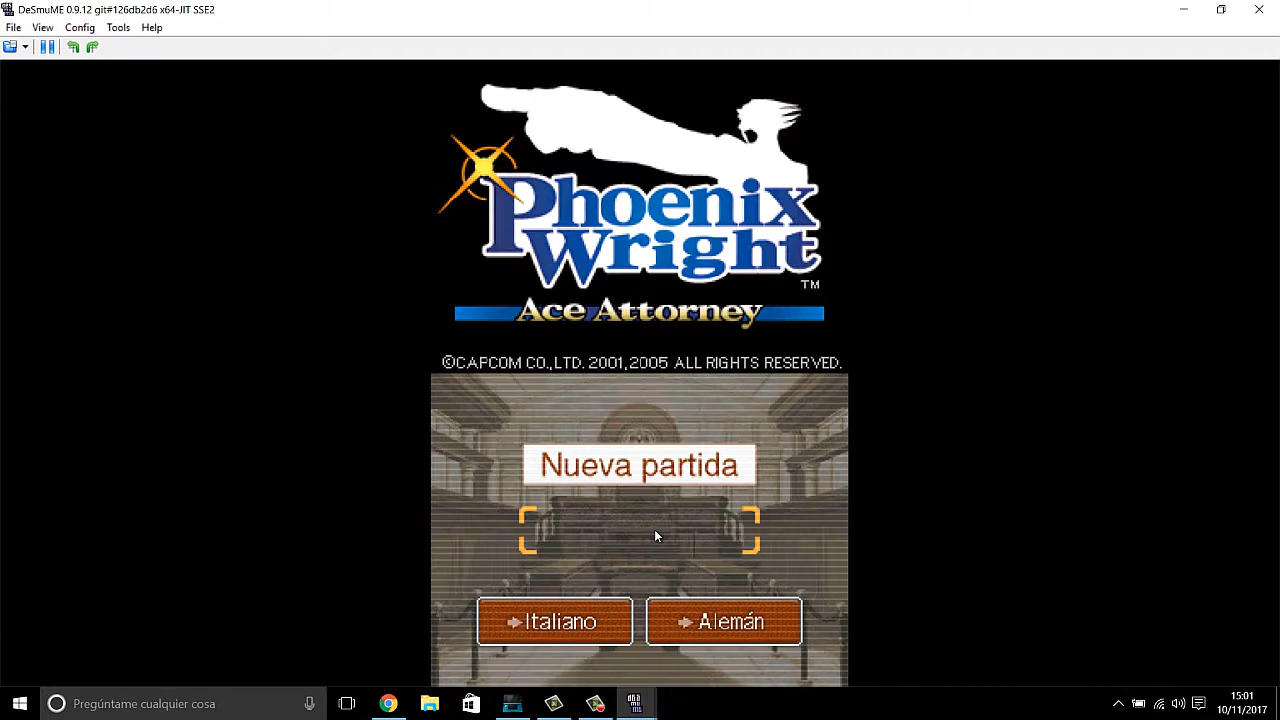 DeSmuME 0.9.12 git#126db2d6 x64-JIT SSE2
File View Config Tools Help
Phoenix
Wright
TM
Ace Attorney
©CAPCOM CO.,LTD. 2001,2005 ALL RIGHTS RESERVED.
Nueva partida
Italiano Alemán
Pregúntame cualquier cosa
15:01
10/11/2017